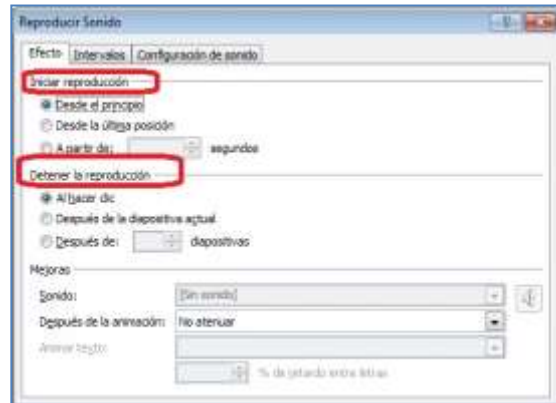 Reproducir Sonido
Efecto Intervalos Configuración de sonido
Iniciar reproducción
Desde el principio
Desde la última posición
A partir de: segundos
Detener la reproducción
Al hacer clic
Después de la diapositiva actual
Después de: diapositivas
Mejoras
Sonido: [Sin sonido]
Después de la animación: No atenuar
Animar texto:
% de retardo entre letras